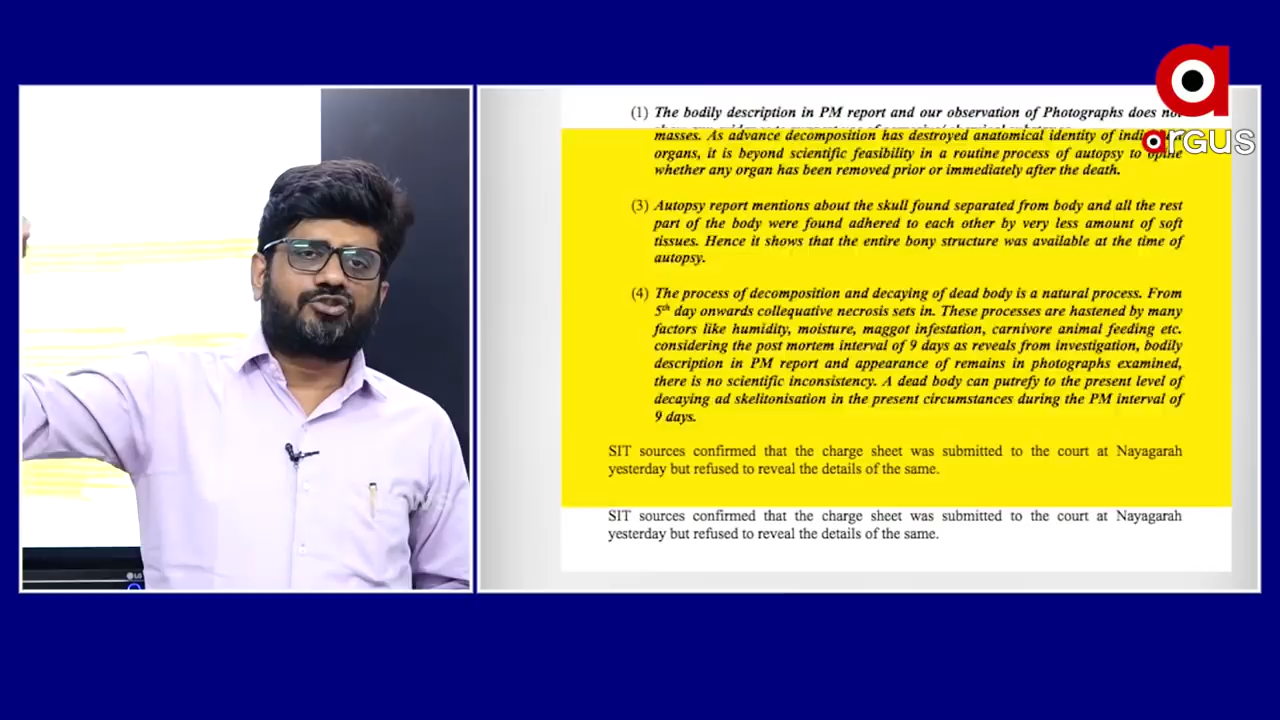 (1) The bodily description in PM report and our observation of Photographs does not
masses. As advance decomposition has destroyed anatomical identity of
organs, it is beyond scientific feasibility in a routine process of autopsy to opine
whether any organ has been removed prior or immediately after the death.
(3) Autopsy report mentions about the skull found separated from body and all the rest
part of the body were found adhered to each other by very less amount of soft
tissues. Hence it shows that the entire bony structure was available at the time of
autopsy.
(4) The process of decomposition and decaying of dead body is a natural process. From
5th day onwards collequative necrosis sets in. These processes are hastened by many
factors like humidity, moisture, maggot infestation, carnivore animal feeding etc.
considering the post mortem interval of 9 days as reveals from investigation, bodily
description in PM report and appearance of remains in photographs examined,
there is no scientific inconsistency. A dead body can putrefy to the present level of
decaying ad skelitonisation in the present circumstances during the PM interval of
9 days.
SIT sources confirmed that the charge sheet was submitted to the court at Nayagarah
yesterday but refused to reveal the details of the same.
SIT sources confirmed that the charge sheet was submitted to the court at Nayagarah
yesterday but refused to reveal the details of the same.
a
argus
LG